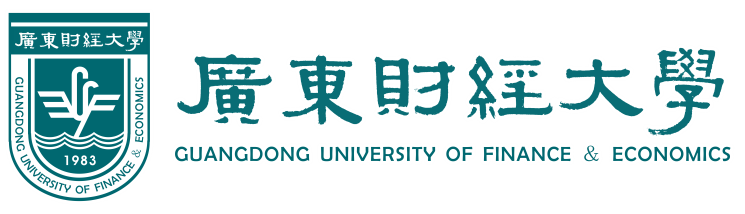 廣東財經大學
GUANGDONG UNIVERSITY OF FINANCE & ECONOMICS
1983
廣東財經大學
GUANGDONG UNIVERSITY OF FINANCE & ECONOMICS